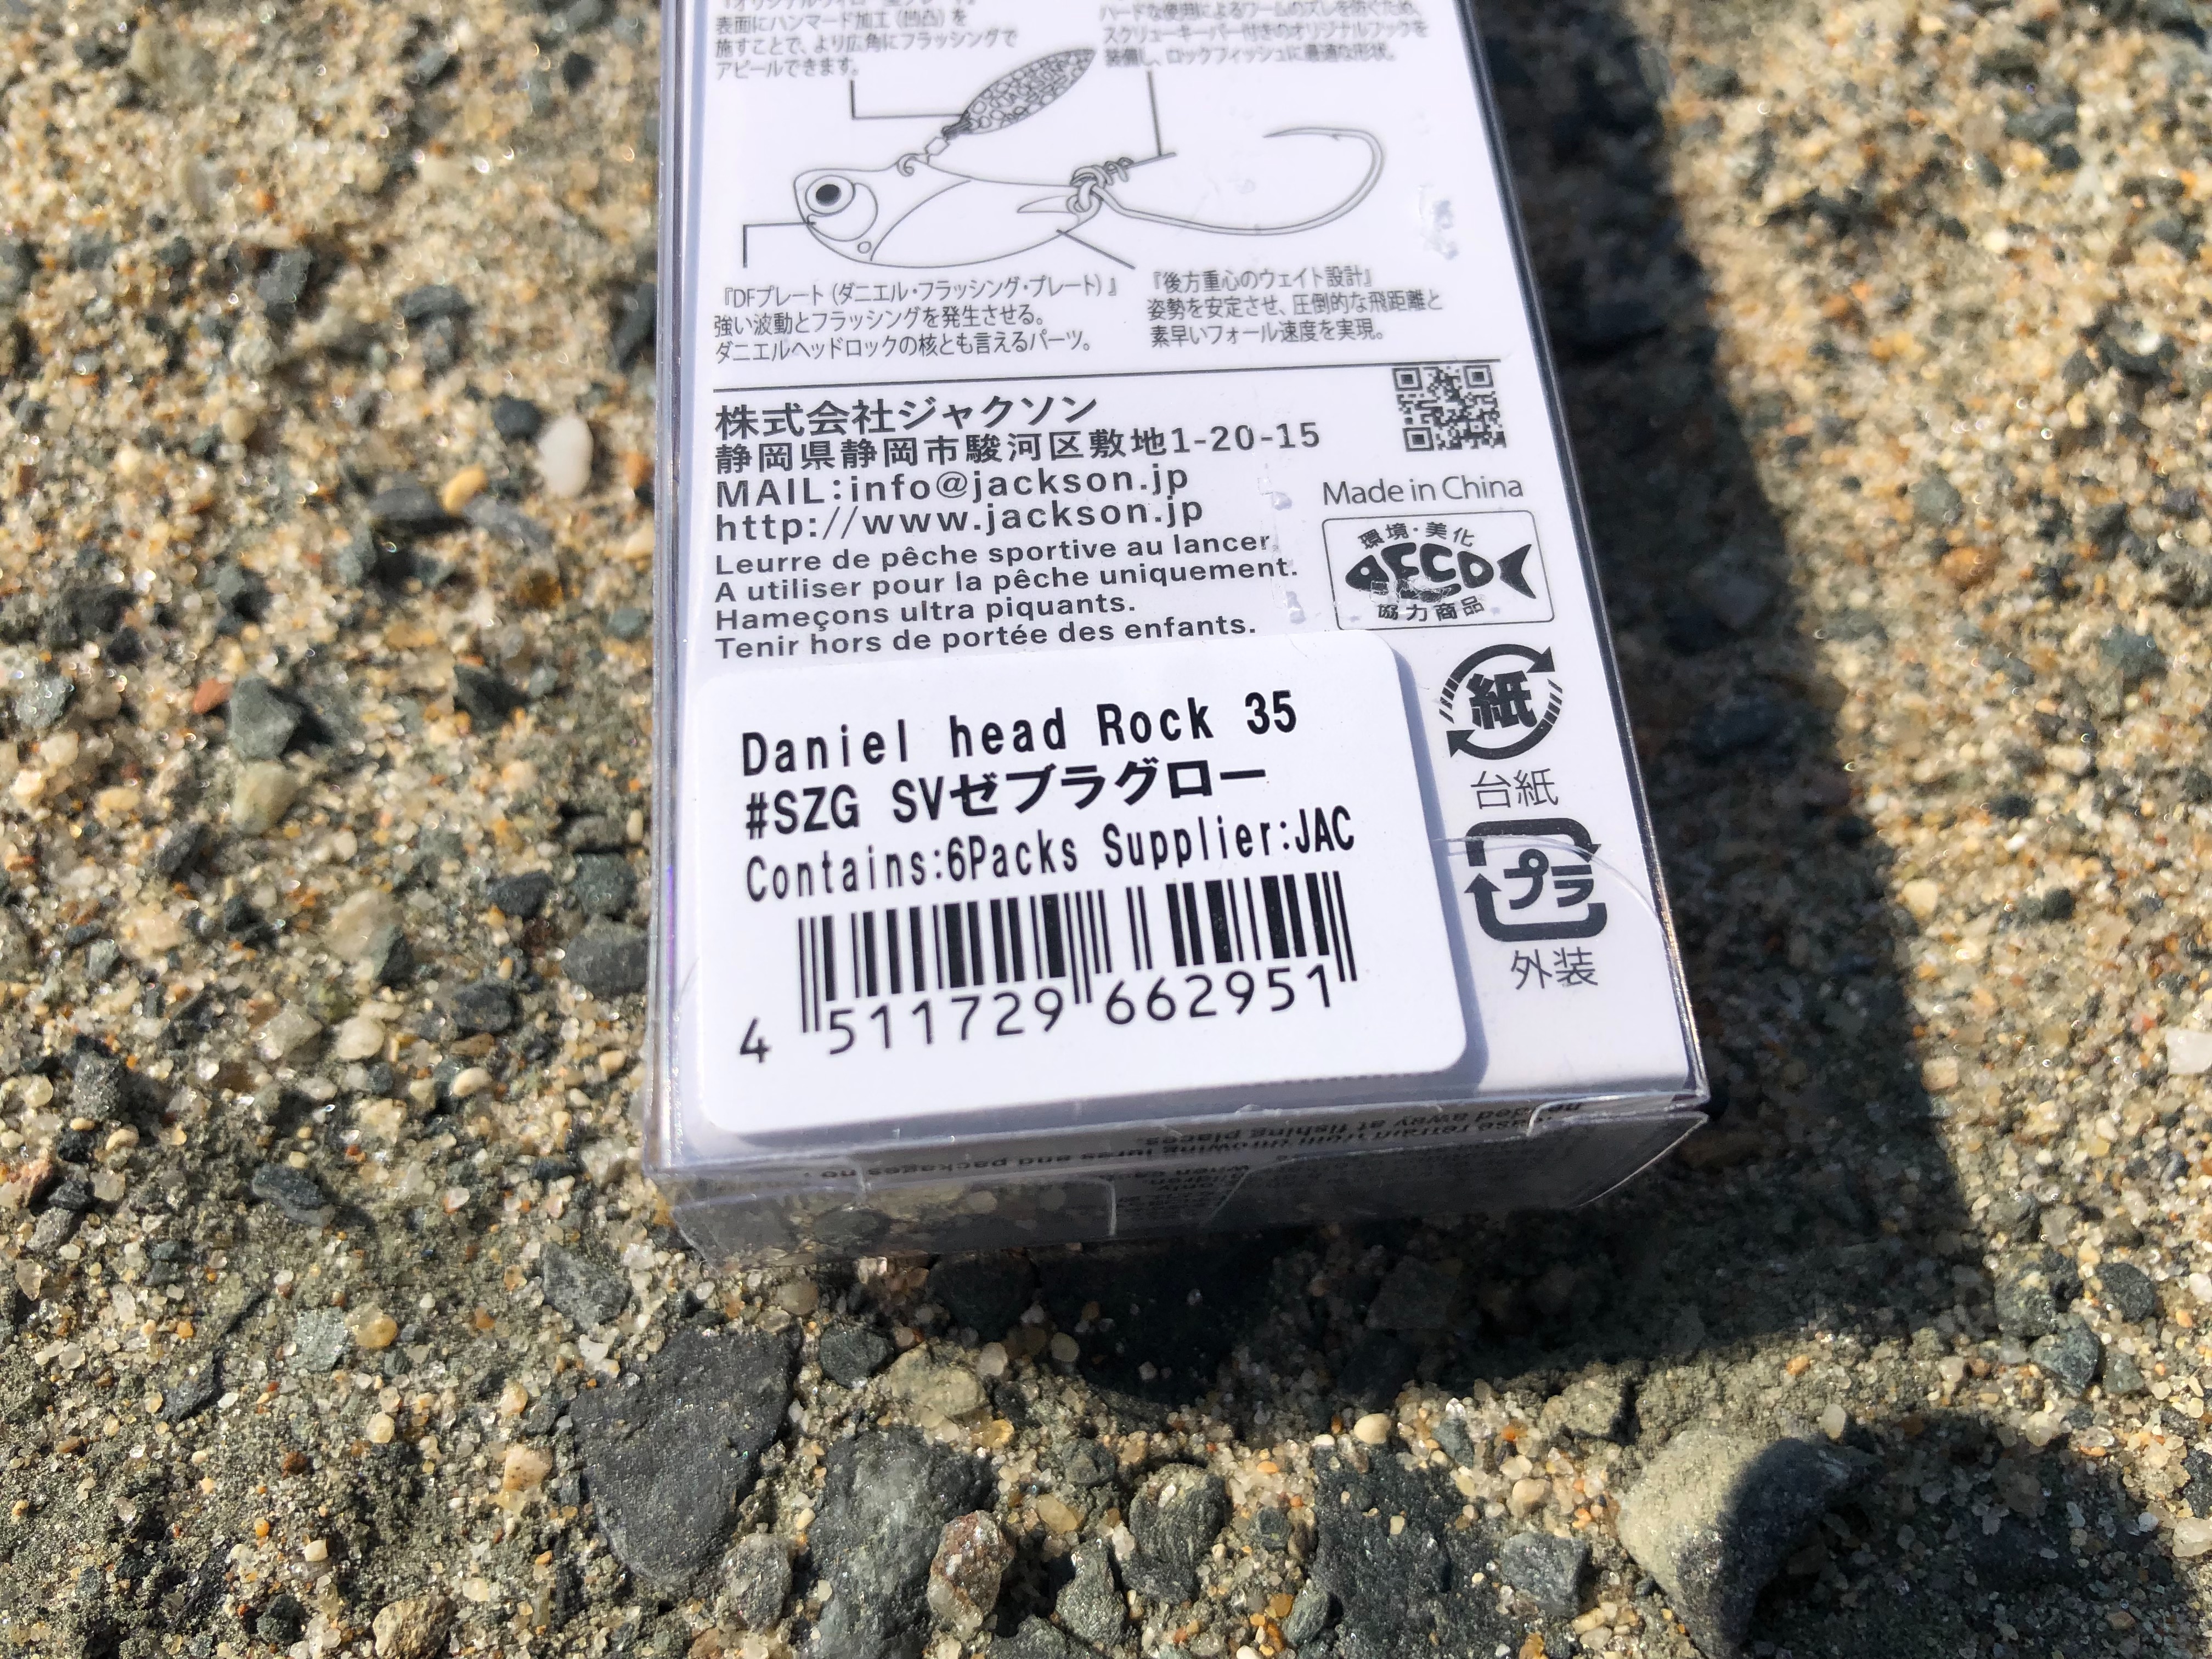 表面にハンマード加工（凹凸）を
施すことで、より広角にフラッシングで
アピールできます。
ハードな使用によるワームのズレを防ぐため、
スクリューキーパー付きのオリジナルフックを
装備し、ロックフィッシュに最適な形状。
『DFプレート（ダニエル・フラッシング・プレート）』
強い波動とフラッシングを発生させる。
ダニエルヘッドロックの核とも言えるパーツ。
『後方重心のウェイト設計』
姿勢を安定させ、圧倒的な飛距離と
素早いフォール速度を実現。
株式会社ジャクソン
静岡県静岡市駿河区敷地1-20-15
MAIL:info@jackson.jp
http://www.jackson.jp
Leurre de pêche sportive au lancer.
A utiliser pour la pêche uniquement.
Hameçons ultra piquants.
Tenir hors de portée des enfants.
Made in China
環境・美化
AECO
協力商品
紙
台紙
プラ
外装
Daniel head Rock 35
#SZG SVゼブラグロー
Contains:6Packs Supplier:JAC
4 511729 662951
needed away at fishing places.
refrain from throwing lures and packages no